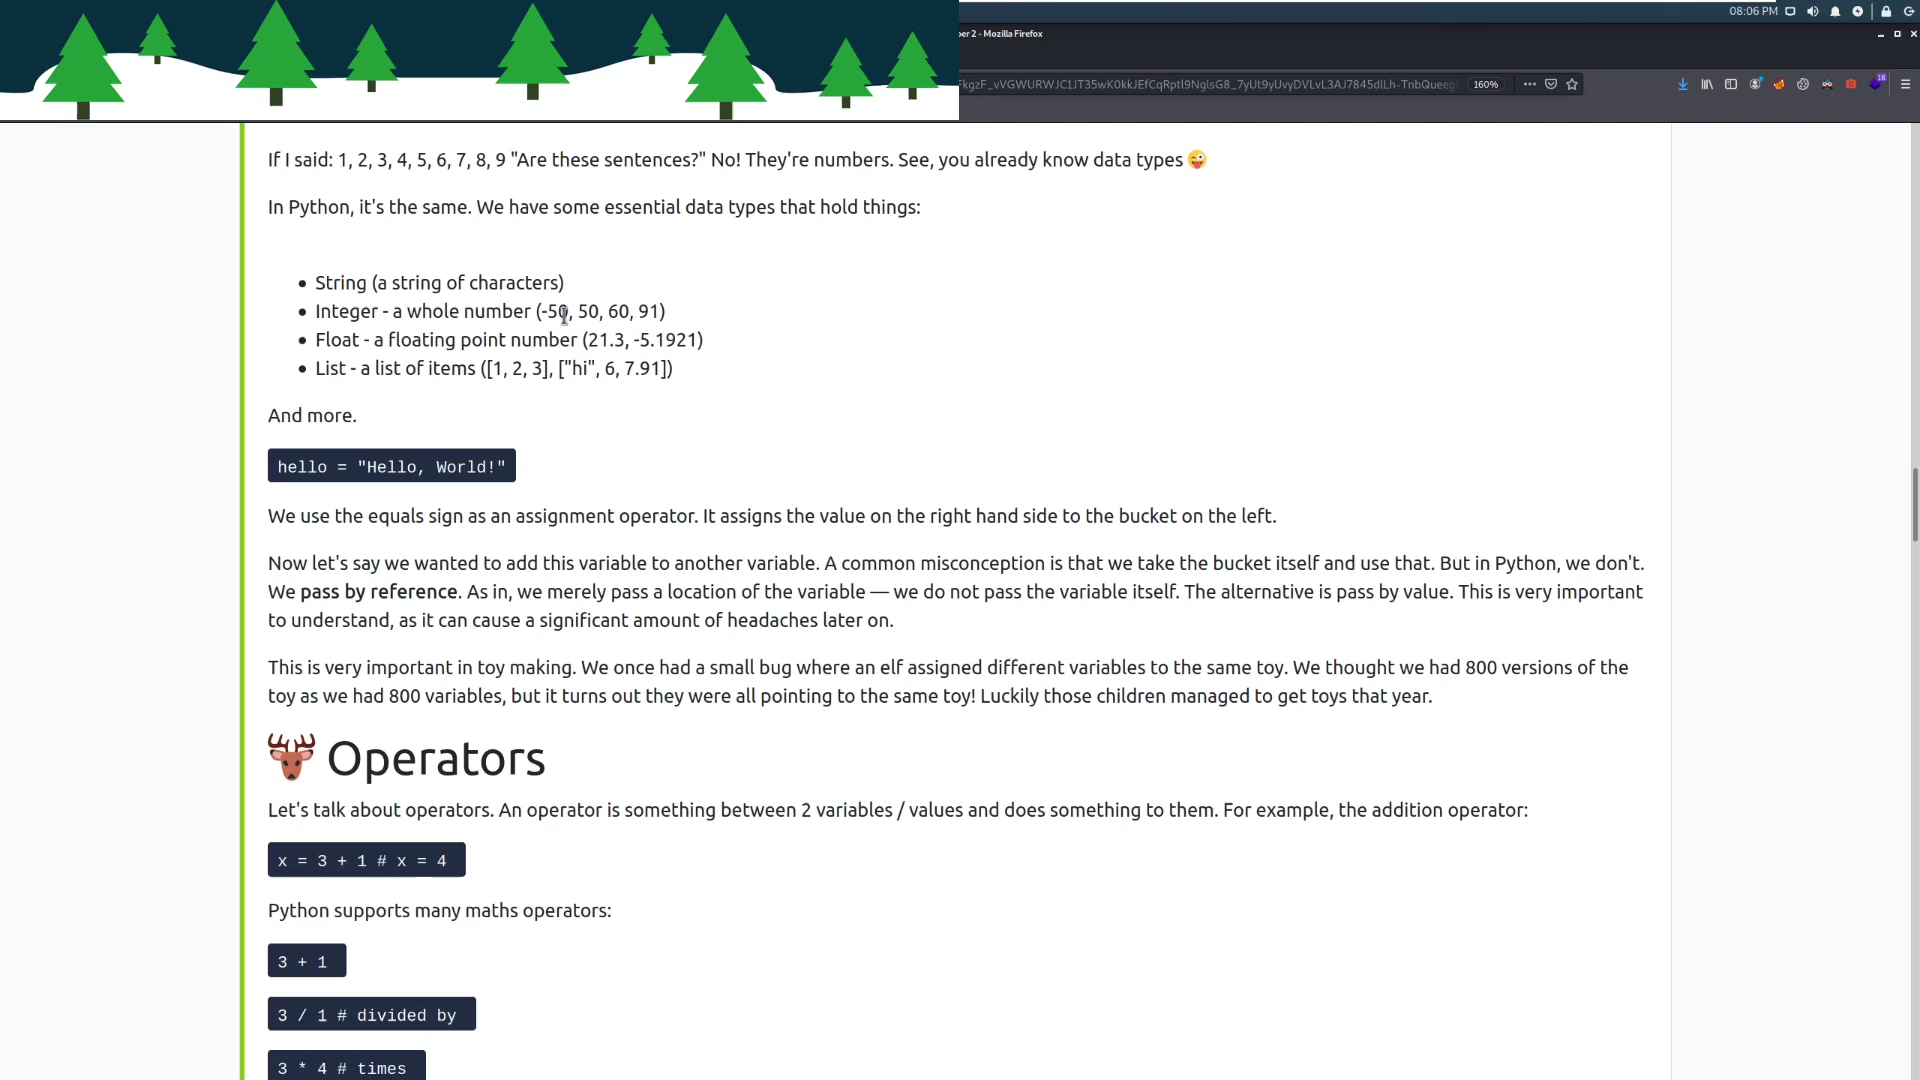 08:06 PM
per 2 - Mozilla Firefox
160%
18
If I said: 1, 2, 3, 4, 5, 6, 7, 8, 9 "Are these sentences?" No! They're numbers. See, you already know data types
In Python, it's the same. We have some essential data types that hold things:
String (a string of characters)
Integer - a whole number (-50, 50, 60, 91)
Float - a floating point number (21.3, -5.1921)
List - a list of items ([1, 2, 3], ["hi", 6, 7.91])
And more.
hello = "Hello, World!"
We use the equals sign as an assignment operator. It assigns the value on the right hand side to the bucket on the left.
Now let's say we wanted to add this variable to another variable. A common misconception is that we take the bucket itself and use that. But in Python, we don't.
We pass by reference. As in, we merely pass a location of the variable — we do not pass the variable itself. The alternative is pass by value. This is very important
to understand, as it can cause a significant amount of headaches later on.
This is very important in toy making. We once had a small bug where an elf assigned different variables to the same toy. We thought we had 800 versions of the
toy as we had 800 variables, but it turns out they were all pointing to the same toy! Luckily those children managed to get toys that year.
Operators
Let's talk about operators. An operator is something between 2 variables / values and does something to them. For example, the addition operator:
x = 3 + 1 # x = 4
Python supports many maths operators:
3 + 1
3 / 1 # divided by
3 * 4 # times